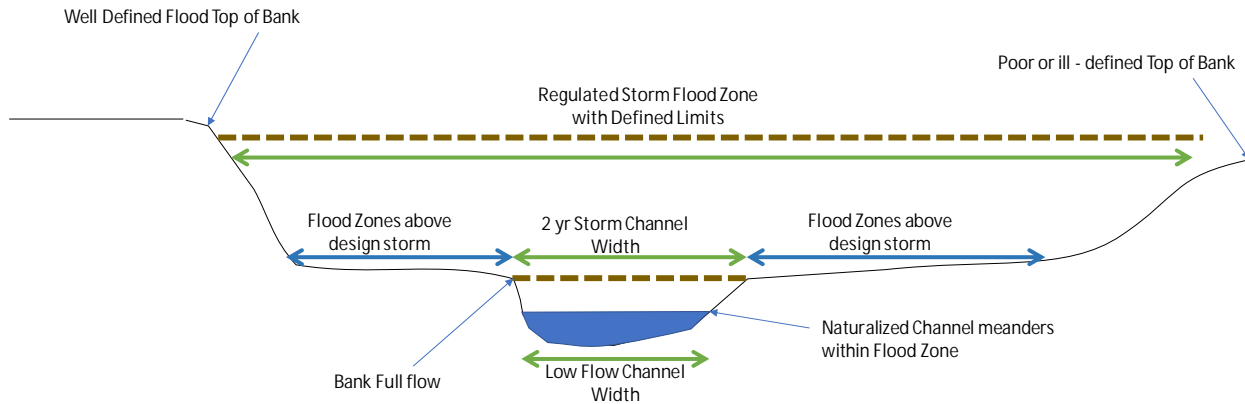 Well Defined Flood Top of Bank
Poor or ill - defined Top of Bank
Regulated Storm Flood Zone
with Defined Limits
Flood Zones above
design storm
2 yr Storm Channel
Width
Flood Zones above
design storm
Naturalized Channel meanders
within Flood Zone
Bank Full flow
Low Flow Channel
Width